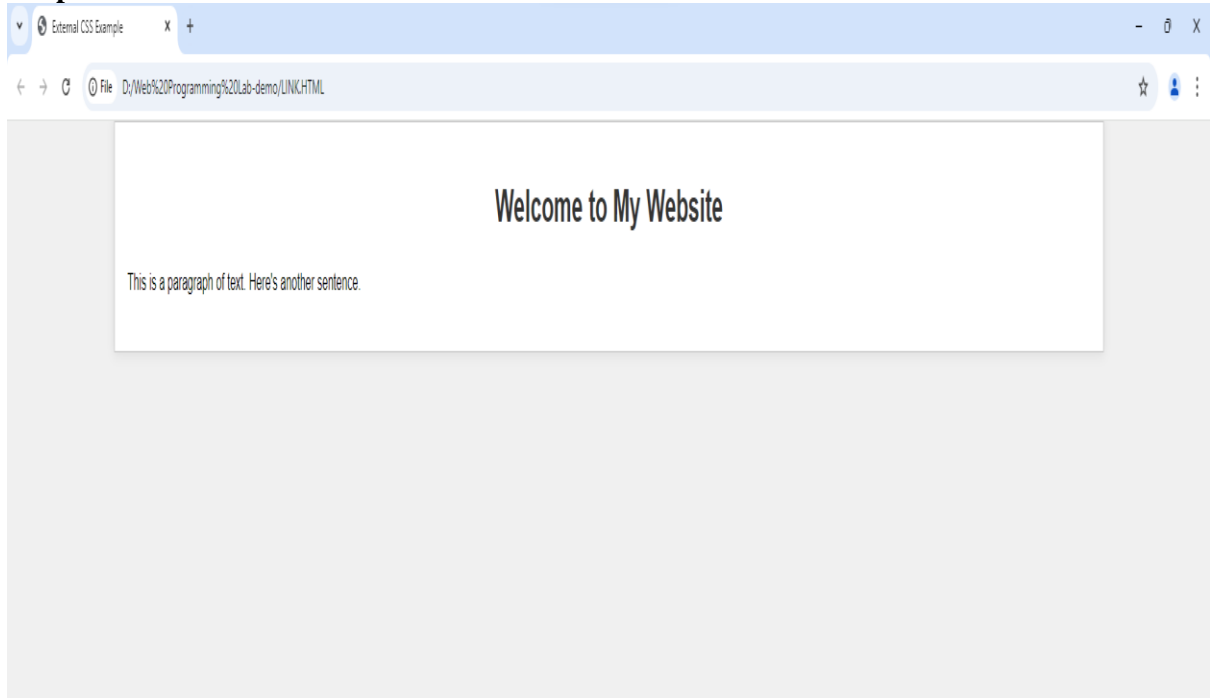 External CSS Example
File D:/Web%20Programming%20Lab-demo/LINK.HTML
Welcome to My Website
This is a paragraph of text. Here's another sentence.